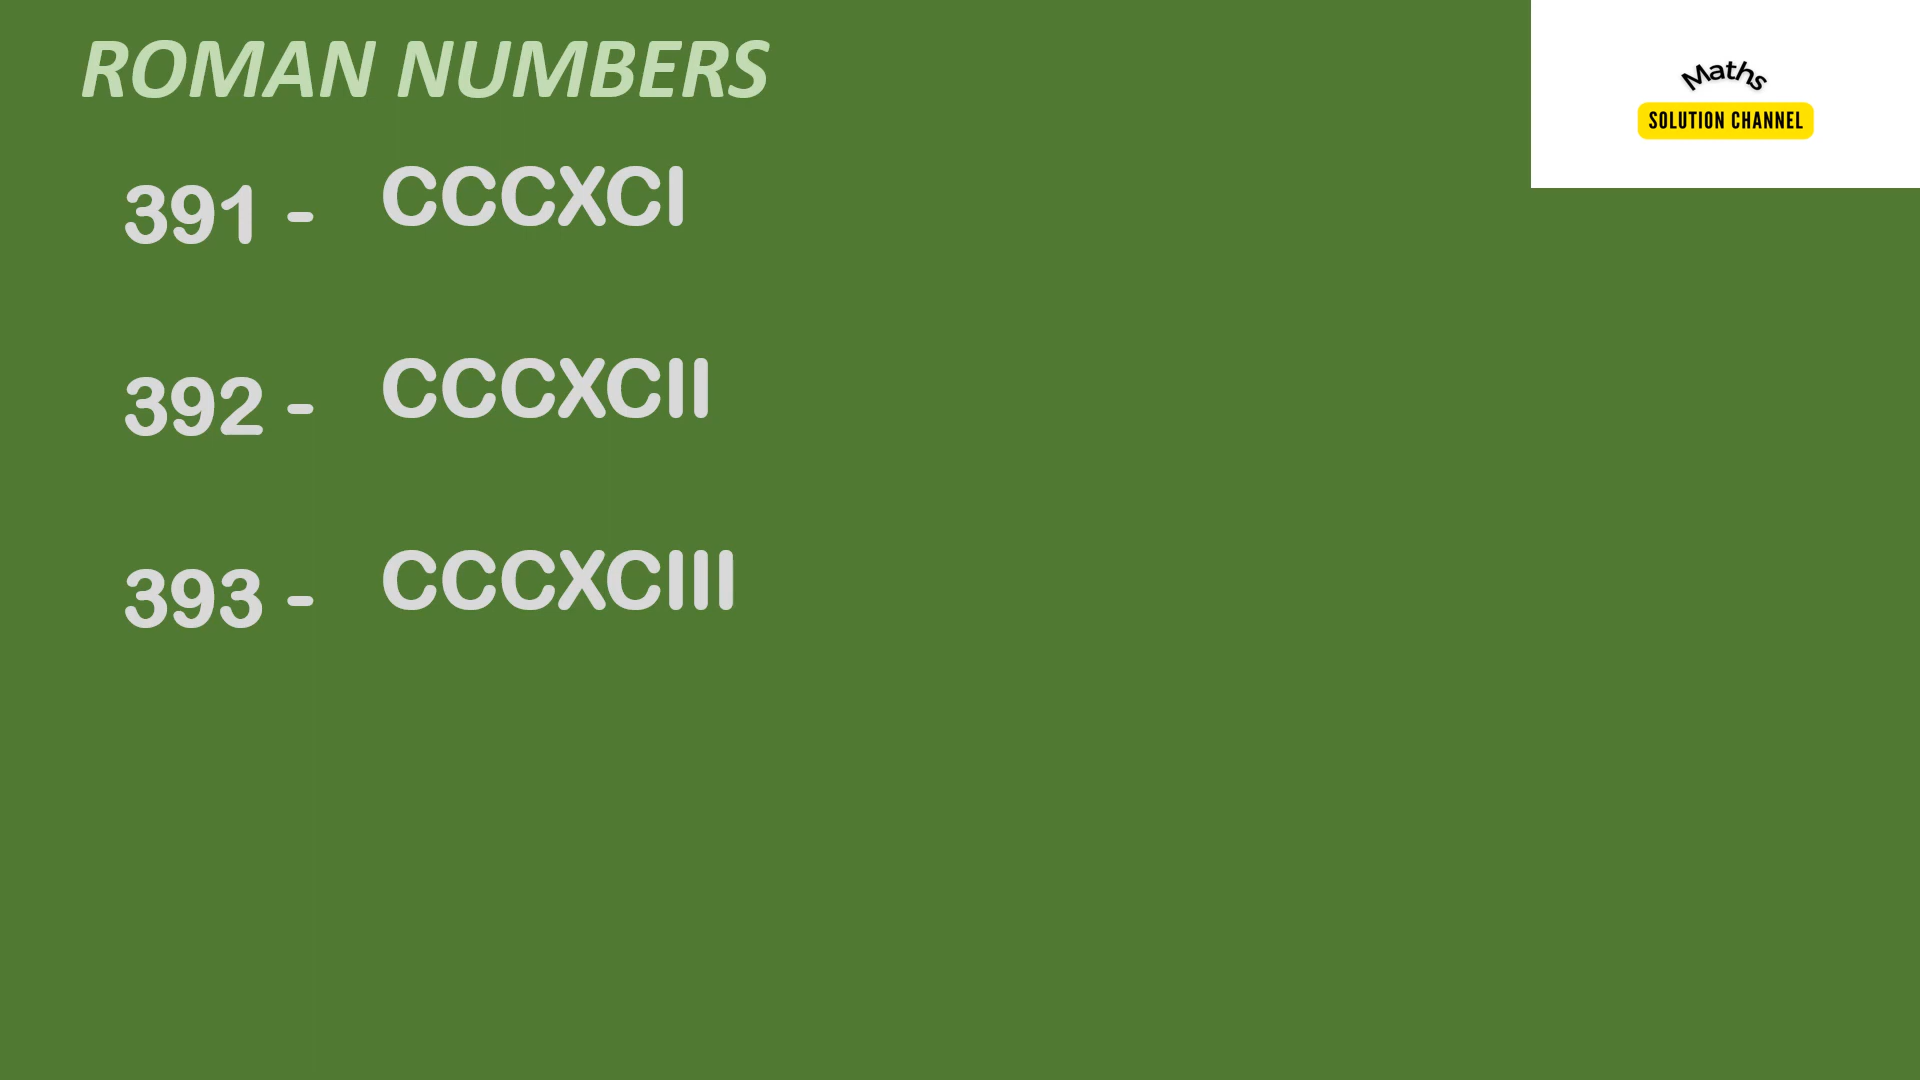 ROMAN NUMBERS
Maths
SOLUTION CHANNEL
391 - CCCXCI
392 - CCCXCII
393 - CCCXCIII